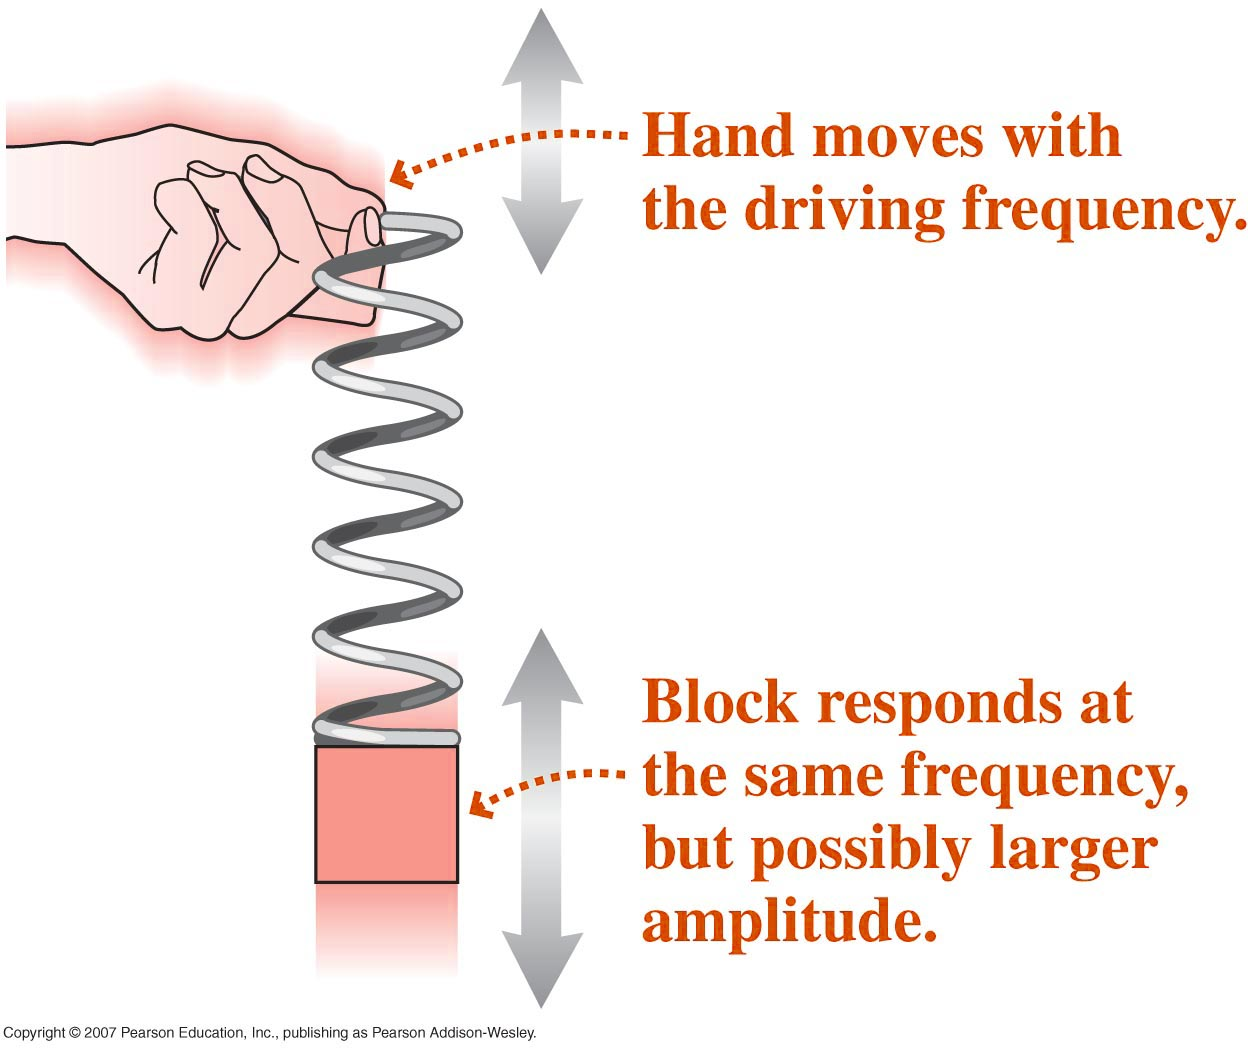 Hand moves with
the driving frequency.
Block responds at
the same frequency,
but possibly larger
amplitude.
Copyright © 2007 Pearson Education, Inc., publishing as Pearson Addison-Wesley.